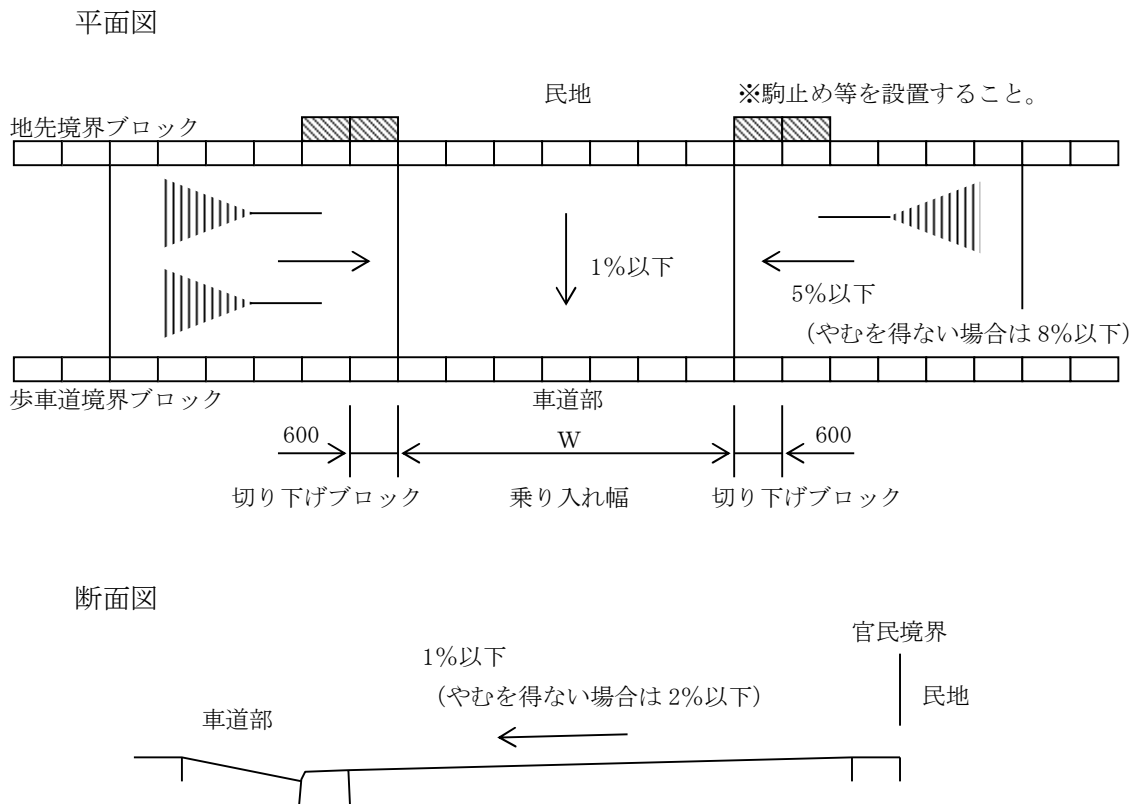 平面図
民地
※駒止め等を設置すること。
地先境界ブロック
1%以下
5%以下
（やむを得ない場合は 8%以下）
歩車道境界ブロック
車道部
600
W
600
切り下げブロック
乗り入れ幅
切り下げブロック
断面図
官民境界
1%以下
（やむを得ない場合は 2%以下）
民地
車道部